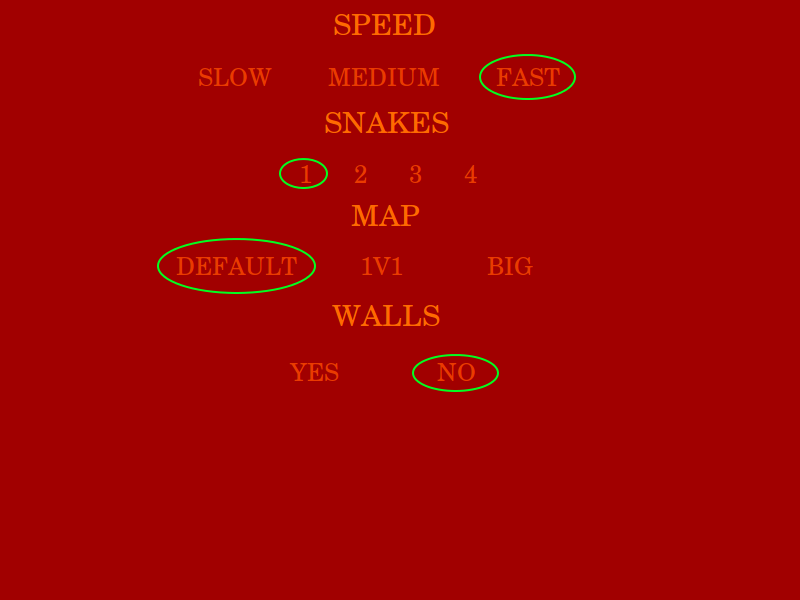 SPEED
SLOW MEDIUM FAST
SNAKES
1 2 3 4
MAP
DEFAULT 1V1 BIG
WALLS
YES NO